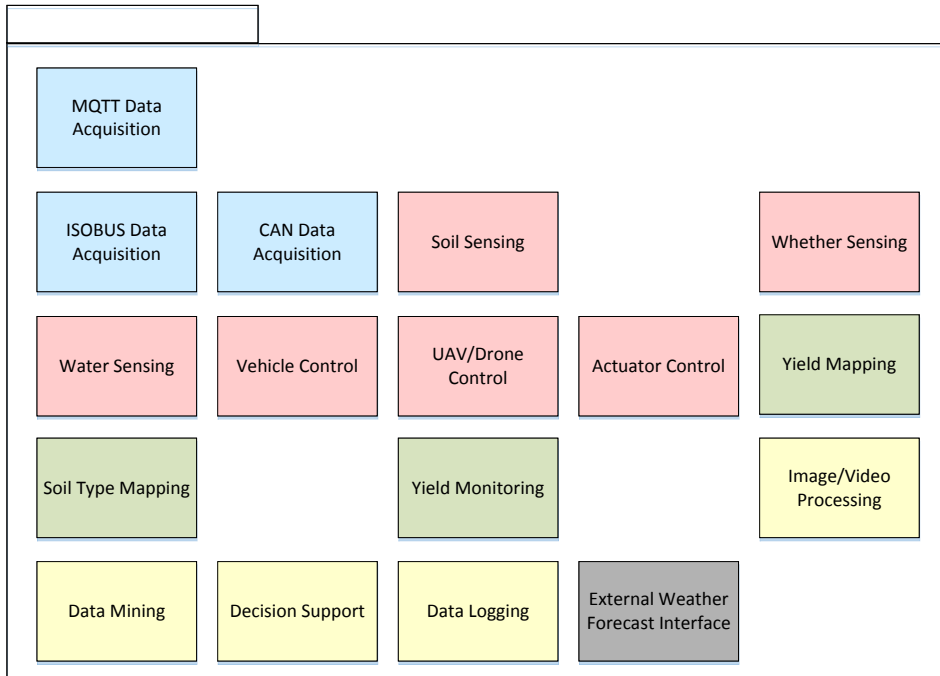 MQTT Data
Acquisition
ISOBUS Data
Acquisition
CAN Data
Acquisition
Soil Sensing
Whether Sensing
Water Sensing
Vehicle Control
UAV/Drone
Control
Actuator Control
Yield Mapping
Soil Type Mapping
Yield Monitoring
Image/Video
Processing
Data Mining
Decision Support
Data Logging
External Weather
Forecast Interface